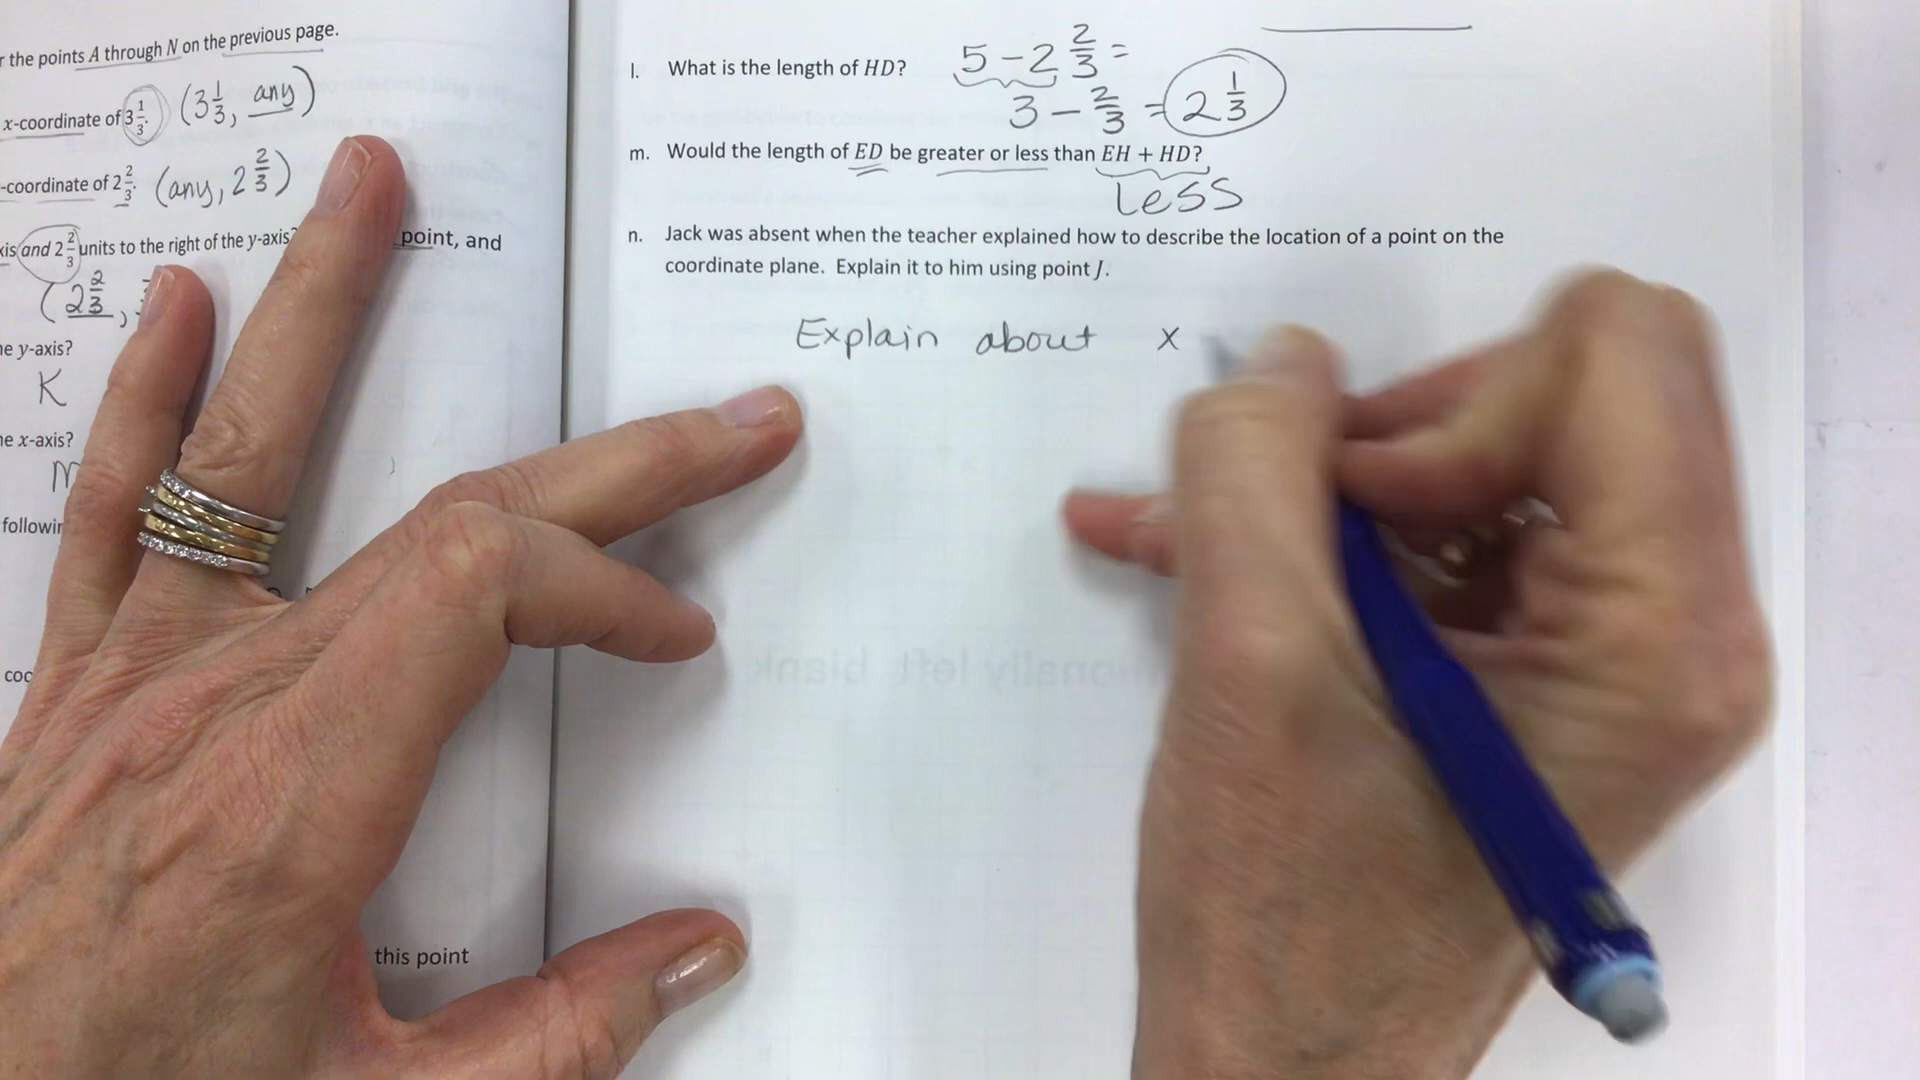 the points A through N on the previous page.
x-coordinate of 3 1/3. (3 1/3, any)
-coordinate of 2 2/3. (any, 2 2/3)
xis and 2 2/3 units to the right of the y-axis? point, and
(2 2/3,
y-axis?
K
x-axis?
M
this point
l. What is the length of HD? 5 - 2 2/3 =
3 - 2/3 = 2 1/3
m. Would the length of ED be greater or less than EH + HD?
Less
n. Jack was absent when the teacher explained how to describe the location of a point on the
coordinate plane. Explain it to him using point J.
Explain about x